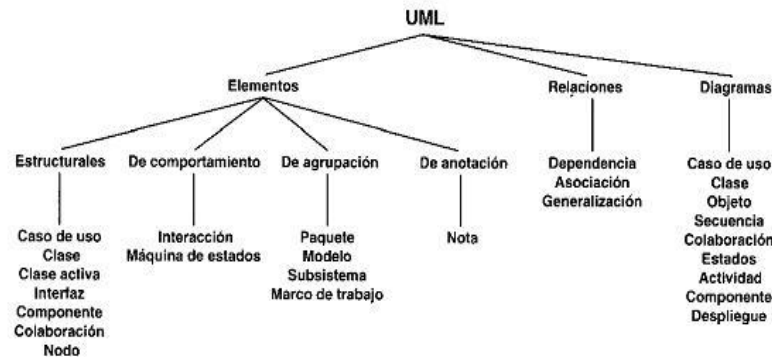 UML
Elementos
Relaciones
Diagramas
Estructurales
De comportamiento
De agrupación
De anotación
Dependencia
Asociación
Generalización
Caso de uso
Clase
Objeto
Secuencia
Colaboración
Estados
Actividad
Componente
Despliegue
Caso de uso
Clase
Clase activa
Interfaz
Componente
Colaboración
Nodo
Interacción
Máquina de estados
Paquete
Modelo
Subsistema
Marco de trabajo
Nota